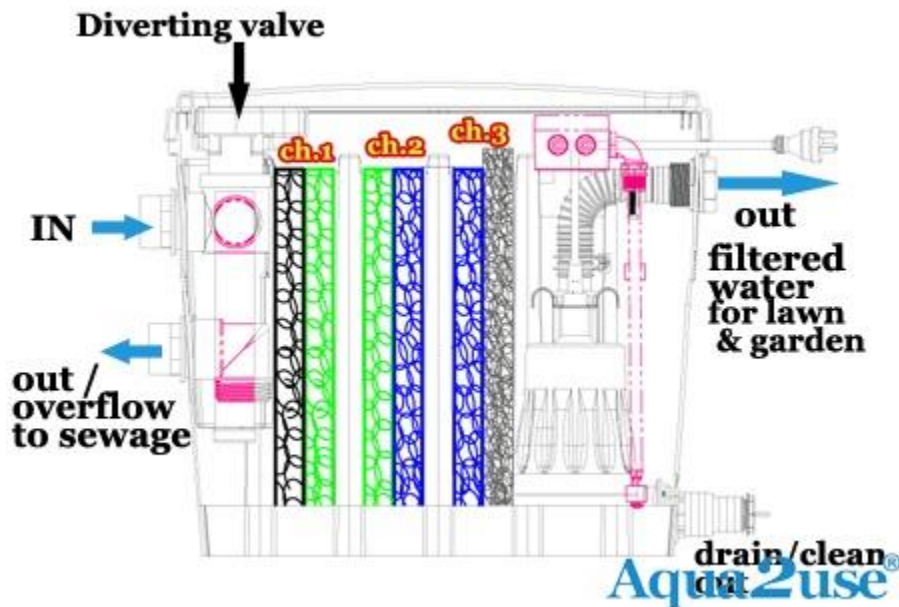 Diverting valve
ch.1
ch.2
ch.3
IN
out
filtered
water
for lawn
& garden
out /
overflow
to sewage
drain/clean
out
Aqua2use®